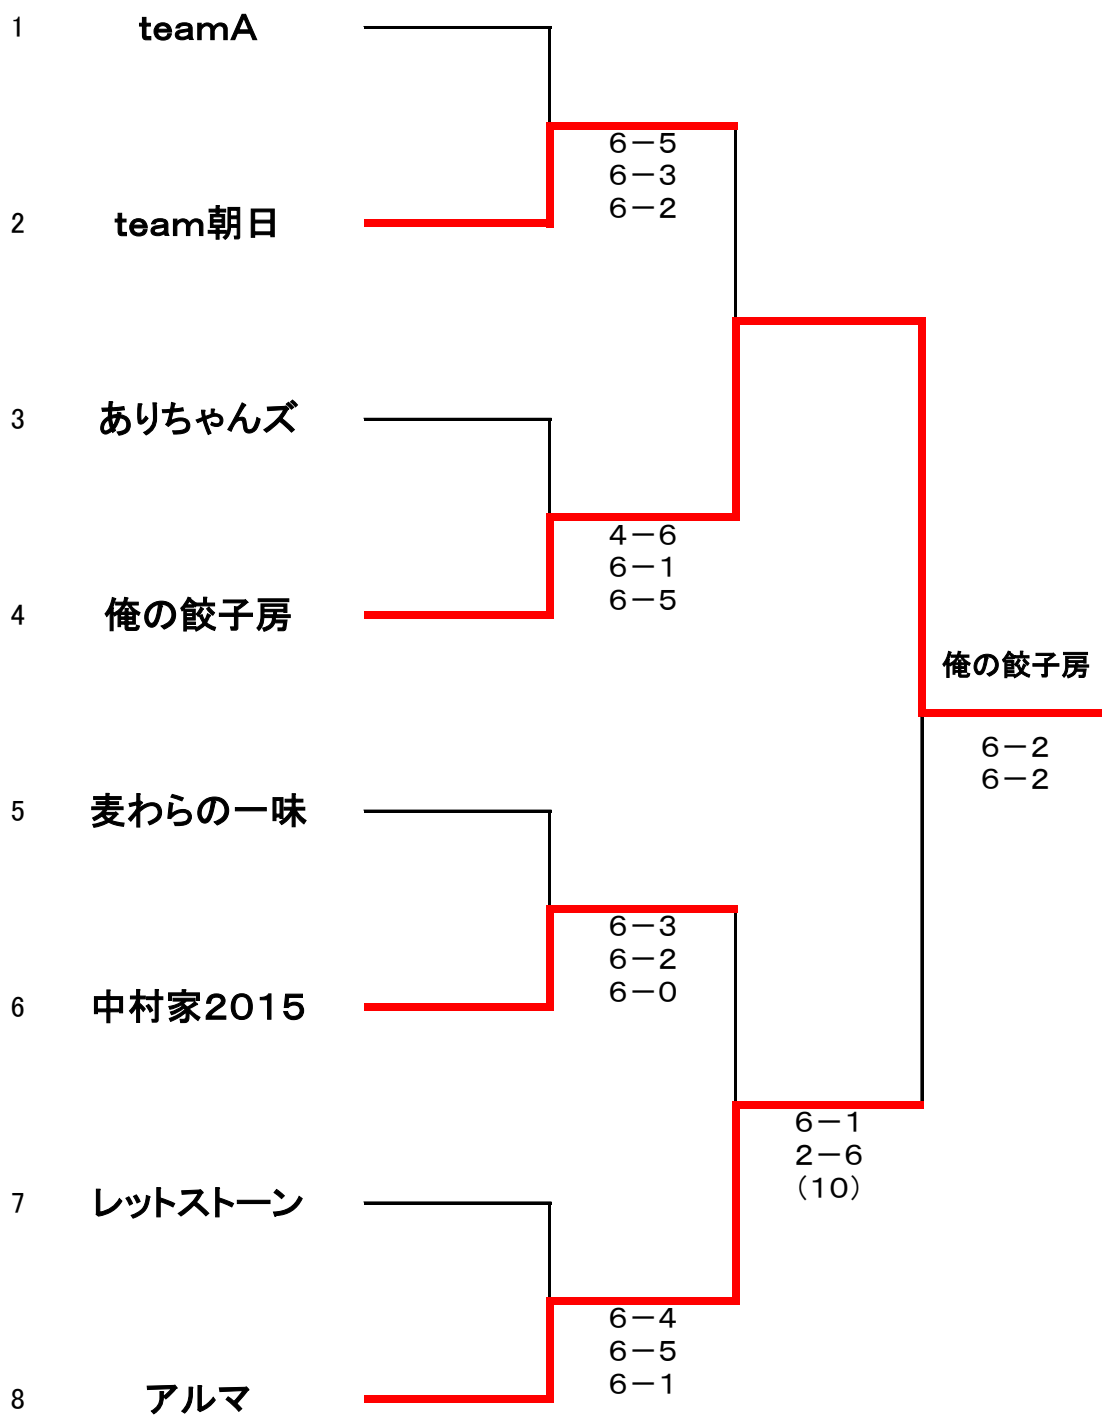 1 teamA
6－5
6－3
6－2
2 team朝日
3 ありちゃんズ
4－6
6－1
6－5
4 俺の餃子房
俺の餃子房
6－2
6－2
5 麦わらの一味
6－3
6－2
6－0
6 中村家2015
6－1
2－6
（10）
7 レットストーン
6－4
6－5
6－1
8 アルマ